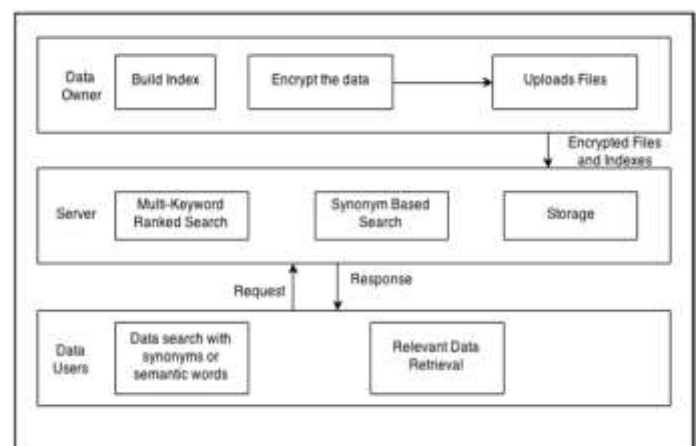 Data
Owner
Build Index
Encrypt the data
Uploads Files
Encrypted Files
and Indexes
Server
Multi-Keyword
Ranked Search
Synonym Based
Search
Storage
Request
Response
Data
Users
Data search with
synonyms or
semantic words
Relevant Data
Retrieval